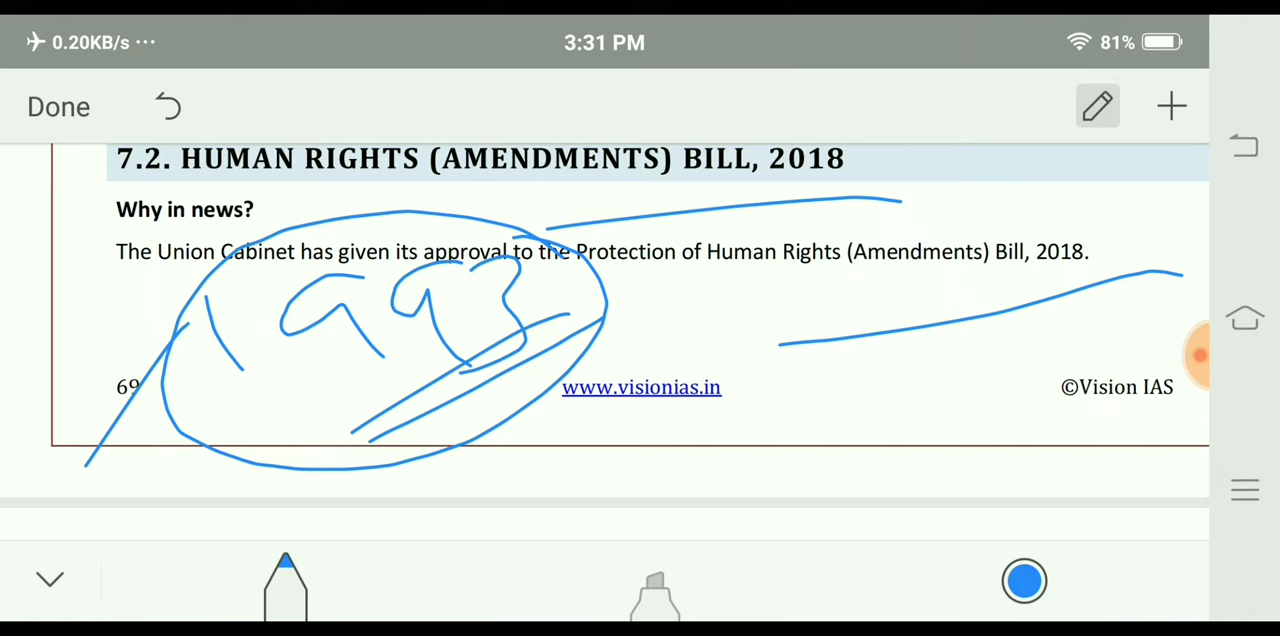 0.20KB/s ... 3:31 PM 81%
Done
7.2. HUMAN RIGHTS (AMENDMENTS) BILL, 2018
Why in news?
The Union Cabinet has given its approval to the Protection of Human Rights (Amendments) Bill, 2018.
1993
69 www.visionias.in ©Vision IAS